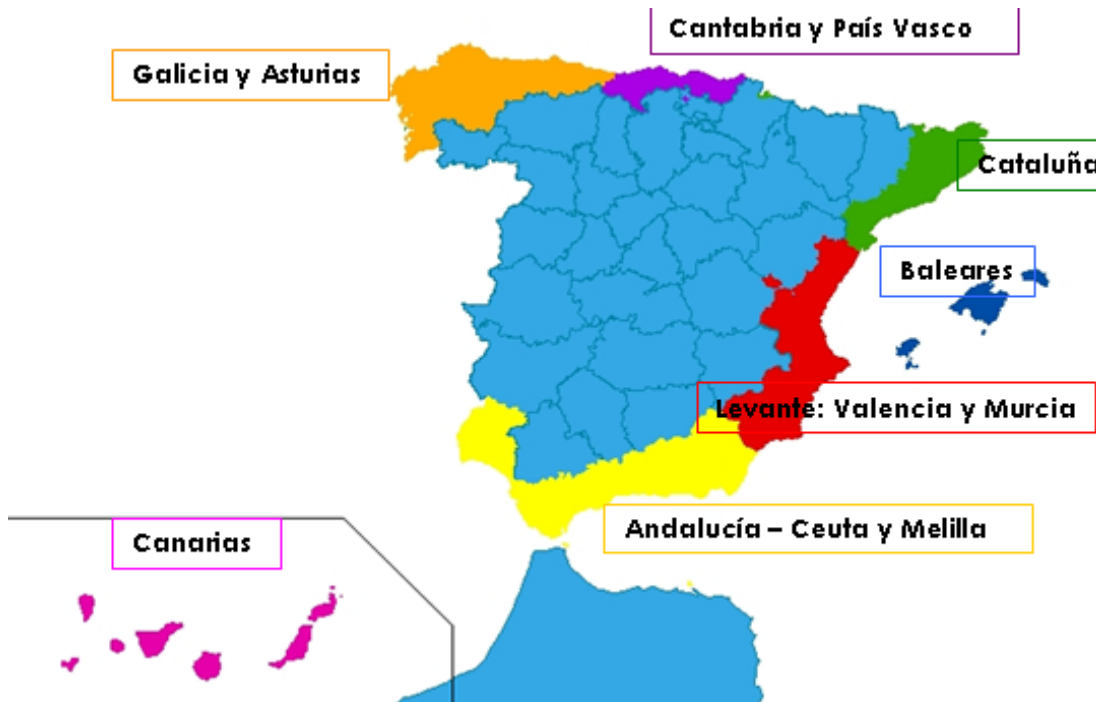 Cantabria y País Vasco
Galicia y Asturias
Cataluña
Baleares
Levante: Valencia y Murcia
Andalucía – Ceuta y Melilla
Canarias